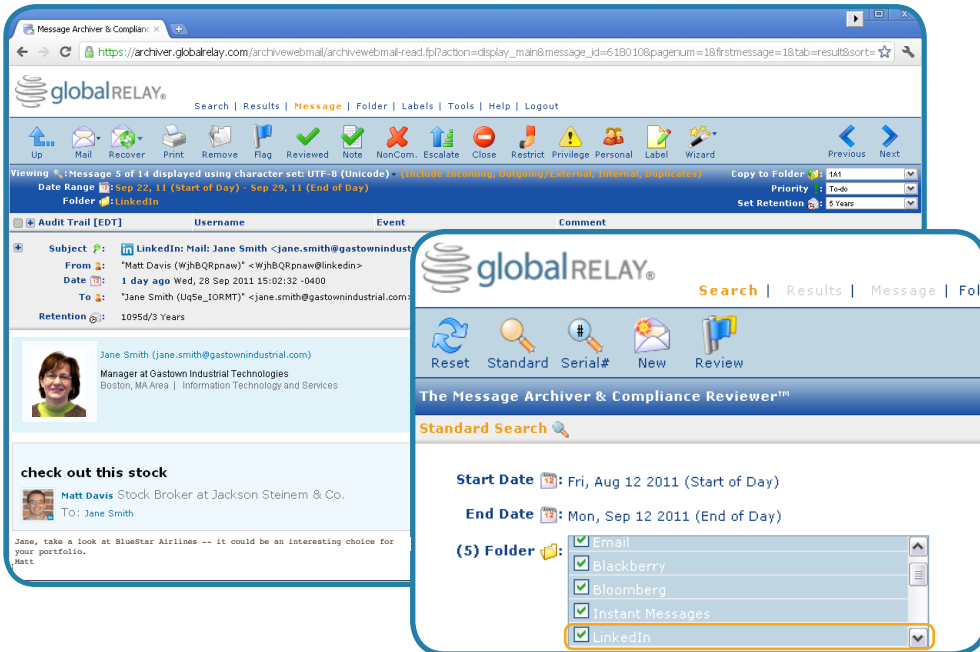 Message Archiver & Complianc
https://archiver.globalrelay.com/archivewebmail/archivewebmail-read.fpl?action=display_main&message_id=618010&pagenum=1&firstmessage=1&tab=result&sort=
globalRELAY®
Search | Results | Message | Folder | Labels | Tools | Help | Logout
Up Mail Recover Print Remove Flag Reviewed Note NonCom. Escalate Close Restrict Privilege Personal Label Wizard Previous Next
Viewing :Message 5 of 14 displayed using character set: UTF-8 (Unicode) - (Include Incoming, Outgoing/External, Internal, Duplicates) Copy to Folder : 1A1
Date Range 12:Sep 22, 11 (Start of Day) - Sep 29, 11 (End of Day) Priority : To-do
Folder :LinkedIn Set Retention : 5 Years
Audit Trail [EDT] Username Event Comment
Subject : in LinkedIn: Mail: Jane Smith <jane.smith@gastownindust
From : "Matt Davis (WjhBQRpnaw)" <WjhBQRpnaw@linkedin>
Date 12: 1 day ago Wed, 28 Sep 2011 15:02:32 -0400
To : "Jane Smith (Uq5e_IORMT)" <jane.smith@gastownindustrial.com>
Retention : 1095d/3 Years
Jane Smith (jane.smith@gastownindustrial.com)
Manager at Gastown Industrial Technologies
Boston, MA Area | Information Technology and Services
check out this stock
Matt Davis Stock Broker at Jackson Steinem & Co.
To: Jane Smith
Jane, take a look at BlueStar Airlines -- it could be an interesting choice for
your portfolio.
Matt
globalRELAY®
Search | Results | Message | Fol
Reset Standard # Serial# New Review
The Message Archiver & Compliance Reviewer™
Standard Search
Start Date 12: Fri, Aug 12 2011 (Start of Day)
End Date 12: Mon, Sep 12 2011 (End of Day)
(5) Folder : Email
Blackberry
Bloomberg
Instant Messages
LinkedIn